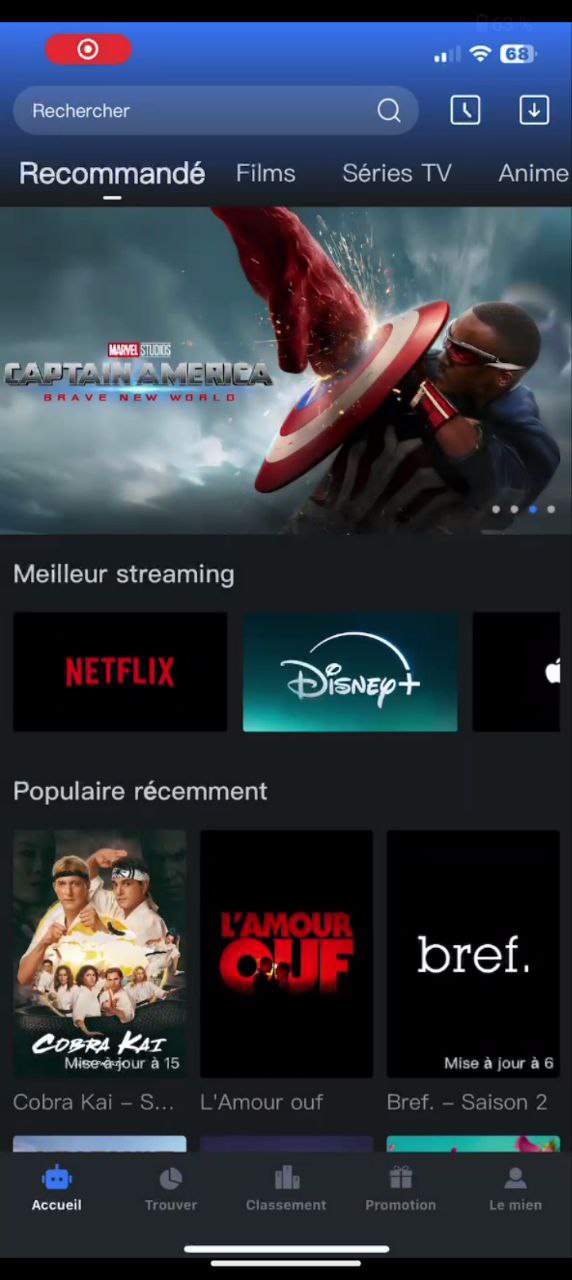 68
Rechercher
Recommandé Films Séries TV Anime
MARVEL STUDIOS
CAPTAIN AMERICA
BRAVE NEW WORLD
Meilleur streaming
NETFLIX
Disney+
Populaire récemment
L'AMOUR
OUF
bref.
COBRA KAI
Mise à jour à 15
Mise à jour à 6
Cobra Kai – S...
L'Amour ouf
Bref. – Saison 2
Accueil
Trouver
Classement
Promotion
Le mien